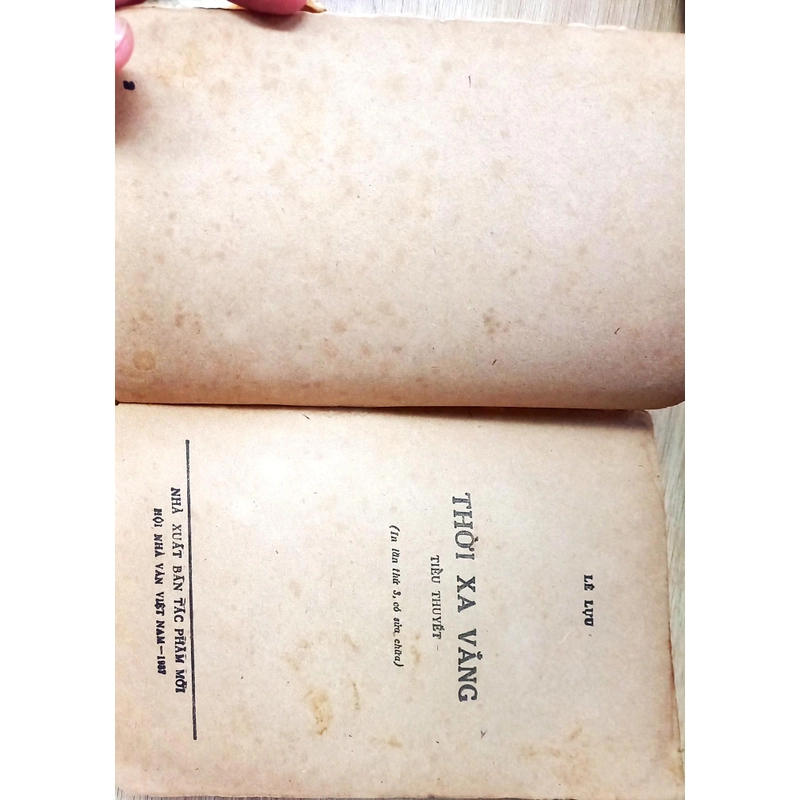 LÊ LỰU
THỜI XA VẮNG
TIỂU THUYẾT
(In lần thứ 3, có sửa chữa)
NHÀ XUẤT BẢN TÁC PHẨM MỚI
HỘI NHÀ VĂN VIỆT NAM—1987